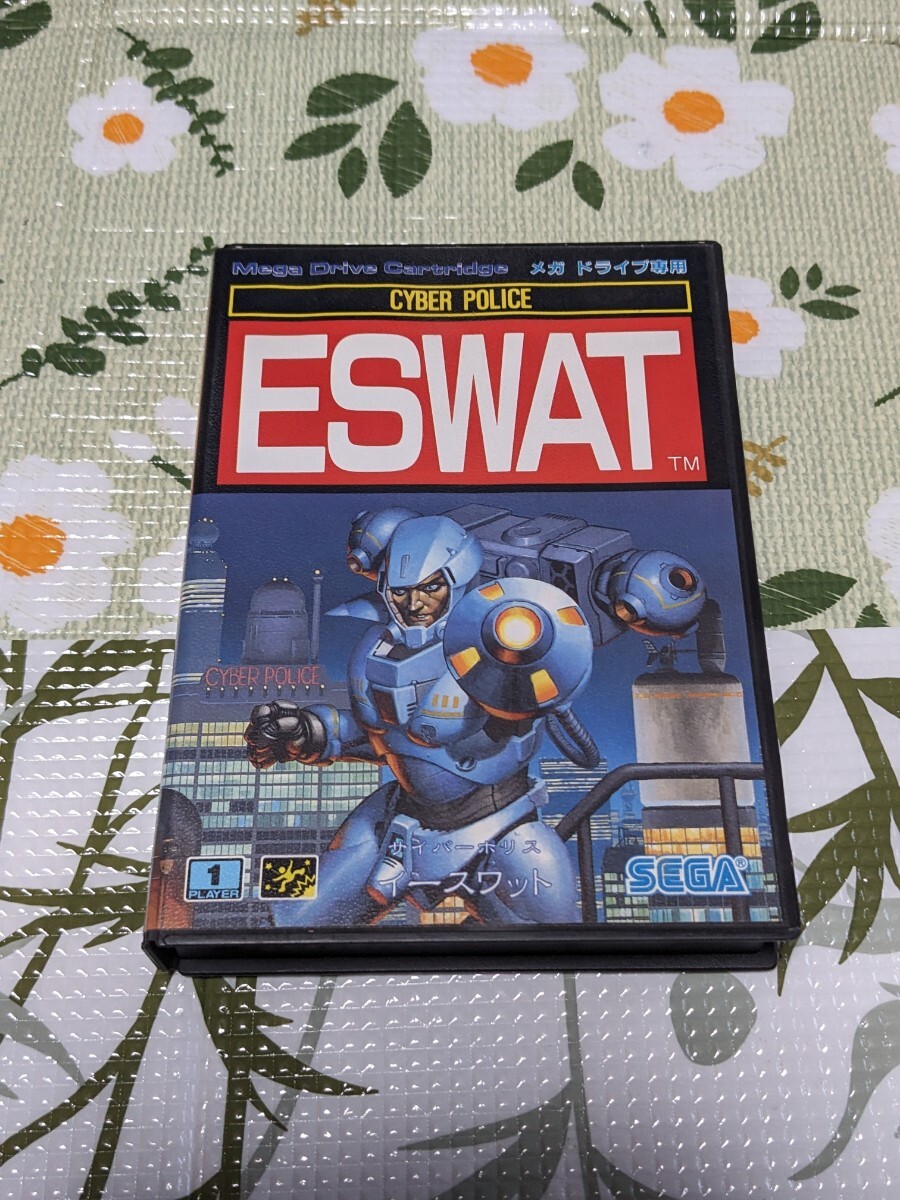 Mega Drive Cartridge メガ ドライブ専用
CYBER POLICE
ESWAT TM
CYBER POLICE
サイバーポリス
イースワット
1
PLAYER
SEGA®